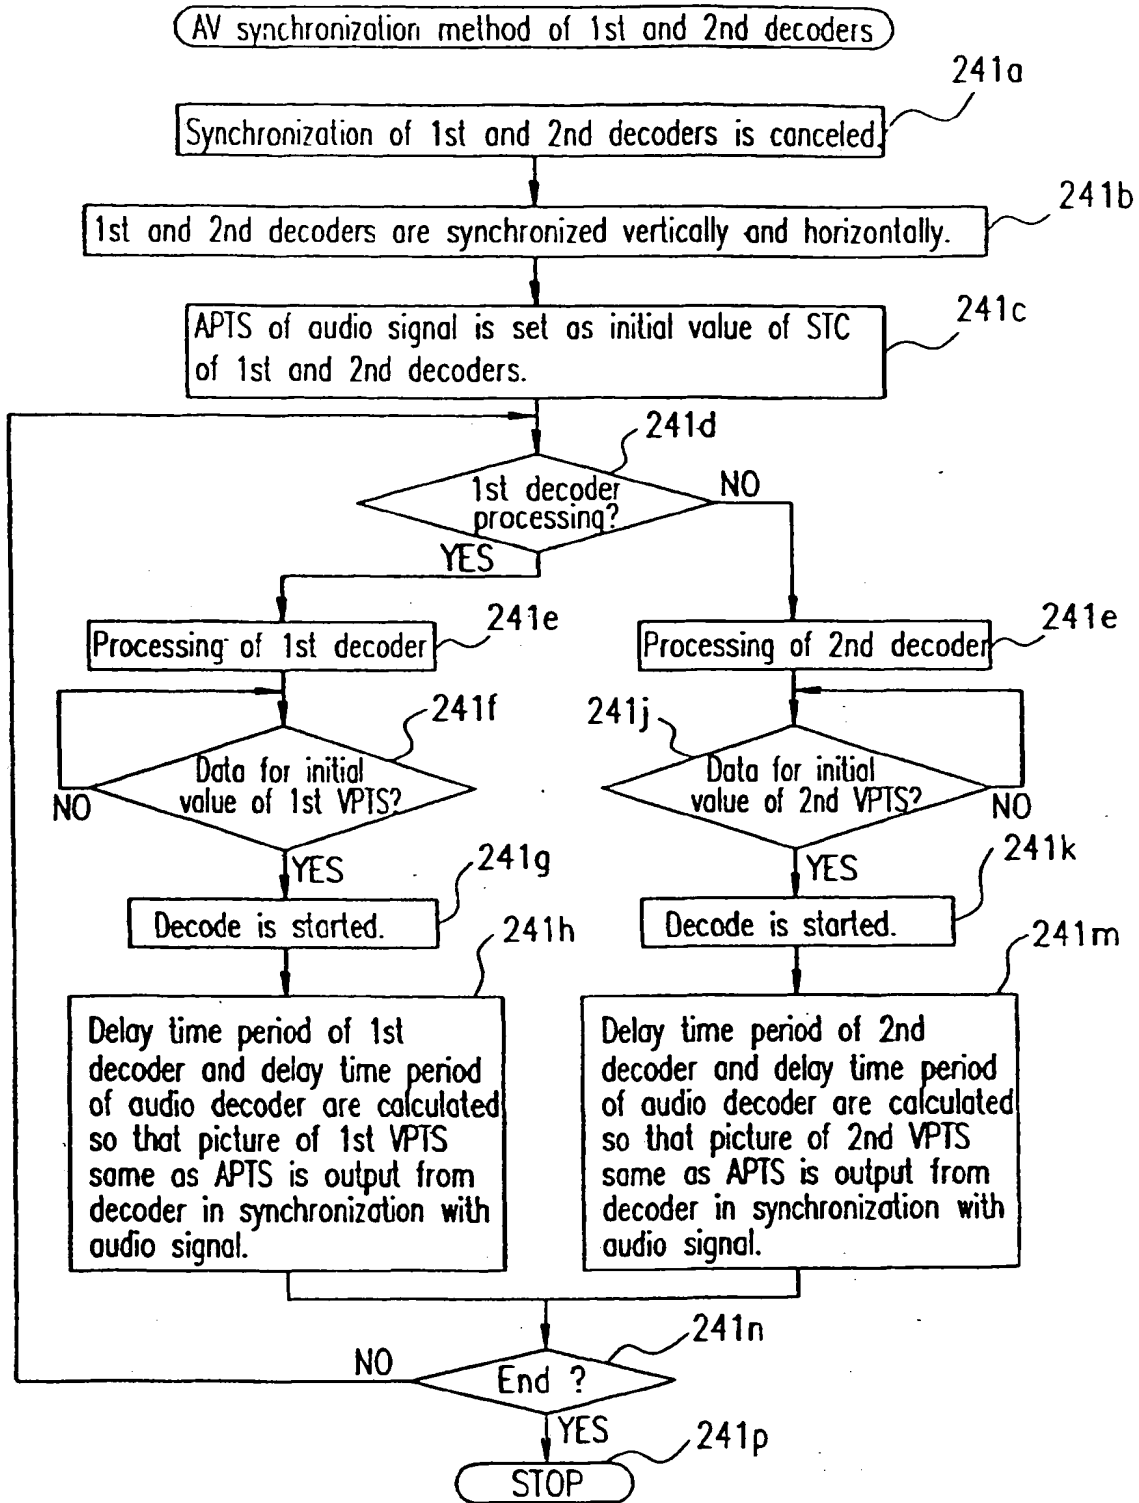 AV synchronization method of 1st and 2nd decoders
241a
Synchronization of 1st and 2nd decoders is canceled.
241b
1st and 2nd decoders are synchronized vertically and horizontally.
241c
APTS of audio signal is set as initial value of STC
of 1st and 2nd decoders.
241d
1st decoder
processing?
NO
YES
241e
Processing of 1st decoder
241e
Processing of 2nd decoder
241f
Data for initial
value of 1st VPTS?
NO
241j
Data for initial
value of 2nd VPTS?
NO
YES
241g
Decode is started.
YES
241k
Decode is started.
241h
Delay time period of 1st
decoder and delay time period
of audio decoder are calculated
so that picture of 1st VPTS
same as APTS is output from
decoder in synchronization with
audio signal.
241m
Delay time period of 2nd
decoder and delay time period
of audio decoder are calculated
so that picture of 2nd VPTS
same as APTS is output from
decoder in synchronization with
audio signal.
241n
NO
End ?
YES
241p
STOP